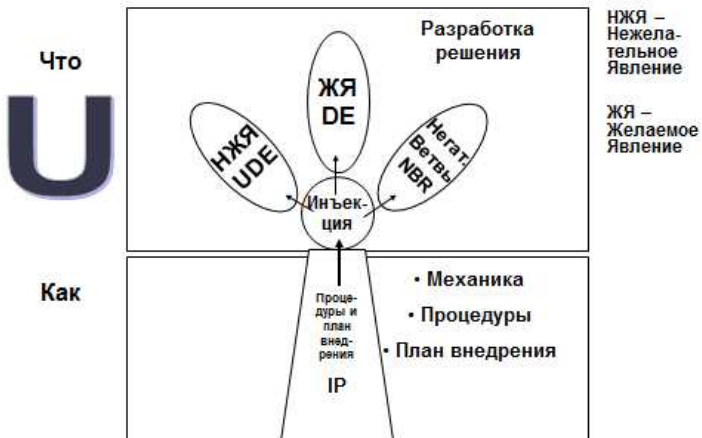 Что
U
Разработка
решения
ЖЯ
DE
НЖЯ
UDE
Негат.
Ветвь
NBR
Инъек-
ция
НЖЯ –
Нежела-
тельное
Явление
ЖЯ –
Желаемое
Явление
Как
Проце-
дуры и
план
внед-
рения
IP
• Механика
• Процедуры
• План внедрения